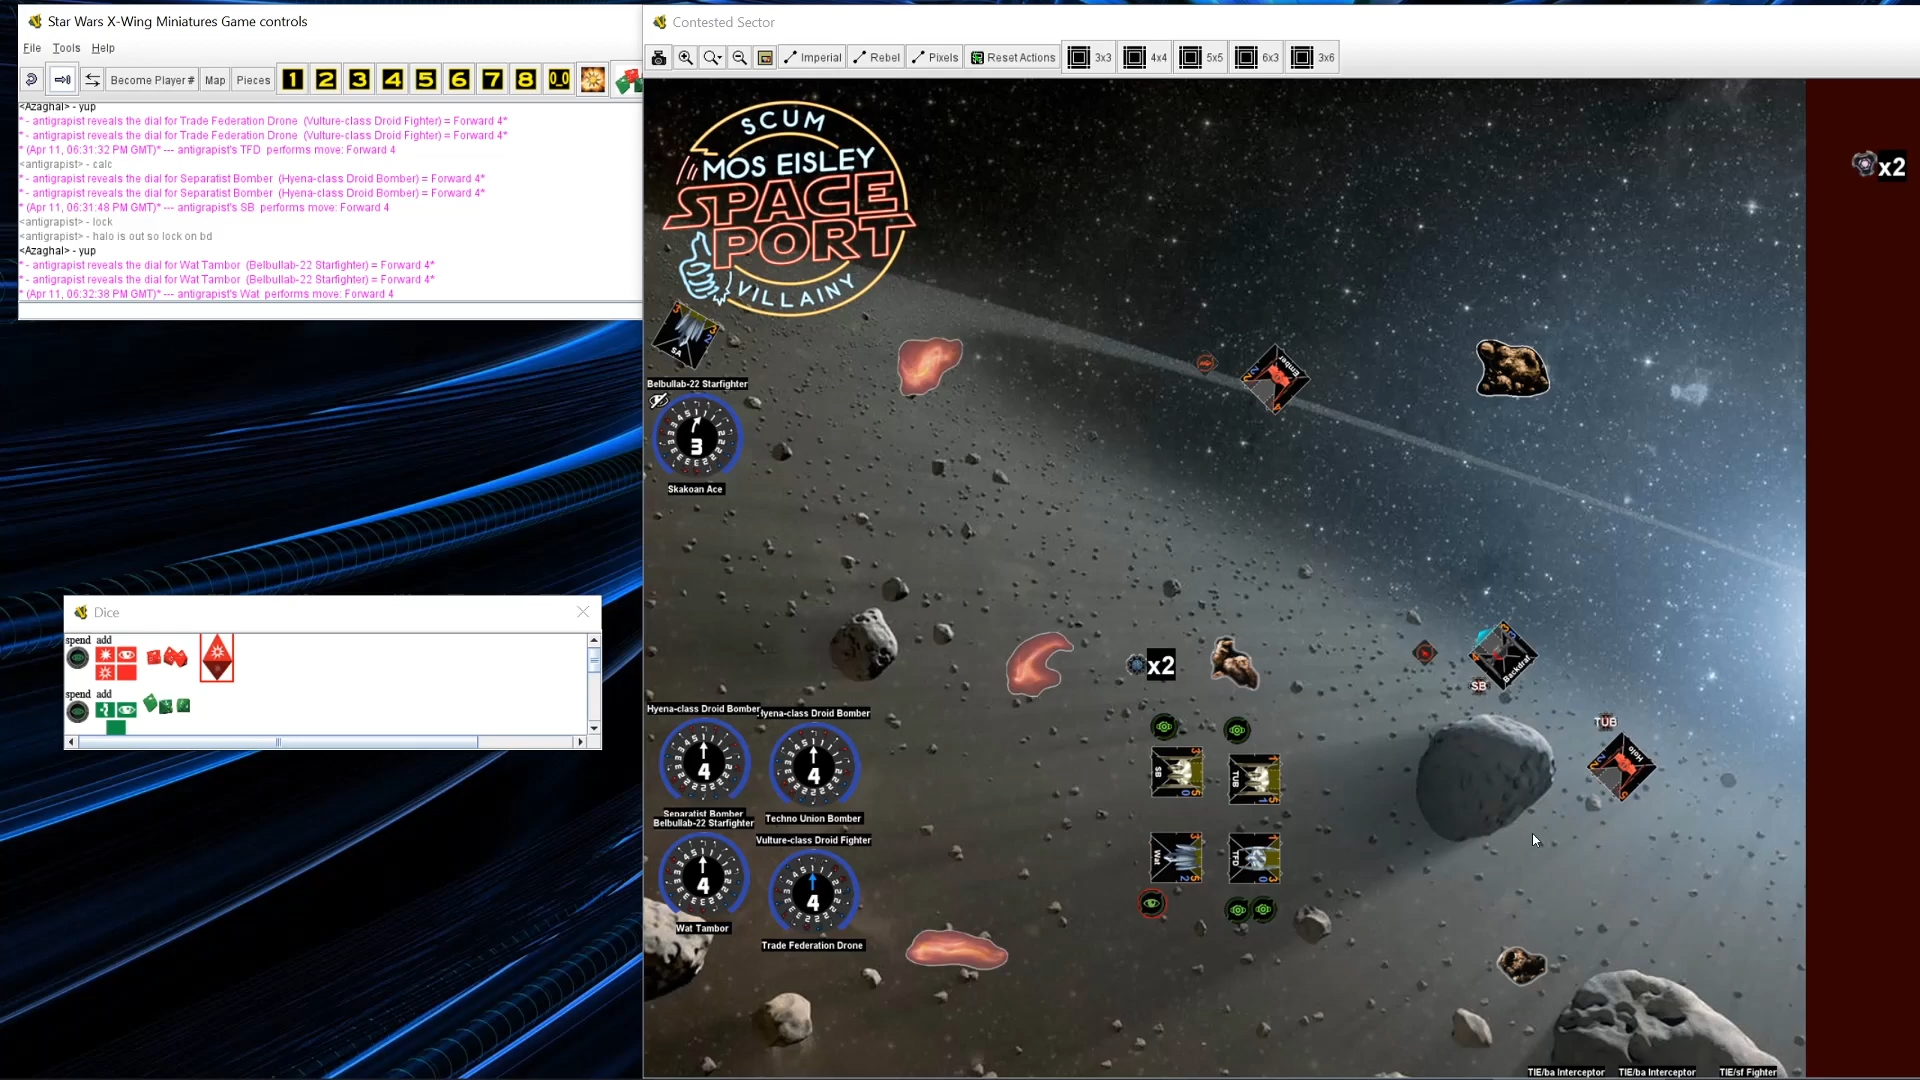 Star Wars X-Wing Miniatures Game controls
File Tools Help
Become Player # Map Pieces 1 2 3 4 5 6 7 8 0_0
<Azaghal> - yup
* - antigrapist reveals the dial for Trade Federation Drone (Vulture-class Droid Fighter) = Forward 4*
* - antigrapist reveals the dial for Trade Federation Drone (Vulture-class Droid Fighter) = Forward 4*
* (Apr 11, 06:31:32 PM GMT)* --- antigrapist's TFD performs move: Forward 4
<antigrapist> - calc
* - antigrapist reveals the dial for Separatist Bomber (Hyena-class Droid Bomber) = Forward 4*
* - antigrapist reveals the dial for Separatist Bomber (Hyena-class Droid Bomber) = Forward 4*
* (Apr 11, 06:31:48 PM GMT)* --- antigrapist's SB performs move: Forward 4
<antigrapist> - lock
<antigrapist> - halo is out so lock on bd
<Azaghal> - yup
* - antigrapist reveals the dial for Wat Tambor (Belbullab-22 Starfighter) = Forward 4*
* - antigrapist reveals the dial for Wat Tambor (Belbullab-22 Starfighter) = Forward 4*
* (Apr 11, 06:32:38 PM GMT)* --- antigrapist's Wat performs move: Forward 4
Dice
spend add
spend add
Contested Sector
Imperial Rebel Pixels Reset Actions 3x3 4x4 5x5 6x3 3x6
SCUM
MOS EISLEY
SPACE
PORT
VILLAINY
x2
SA
Belbullab-22 Starfighter
3
Skakoan Ace
Ember
x2
Backdraf
SB
TUB
Halo
Hyena-class Droid Bomber
Hyena-class Droid Bomber
4
4
Separatist Bomber
Techno Union Bomber
SB
TUB
Belbullab-22 Starfighter
Vulture-class Droid Fighter
4
4
Wat Tambor
Trade Federation Drone
Wat
TFD
TIE/ba Interceptor TIE/ba Interceptor TIE/sf Fighter